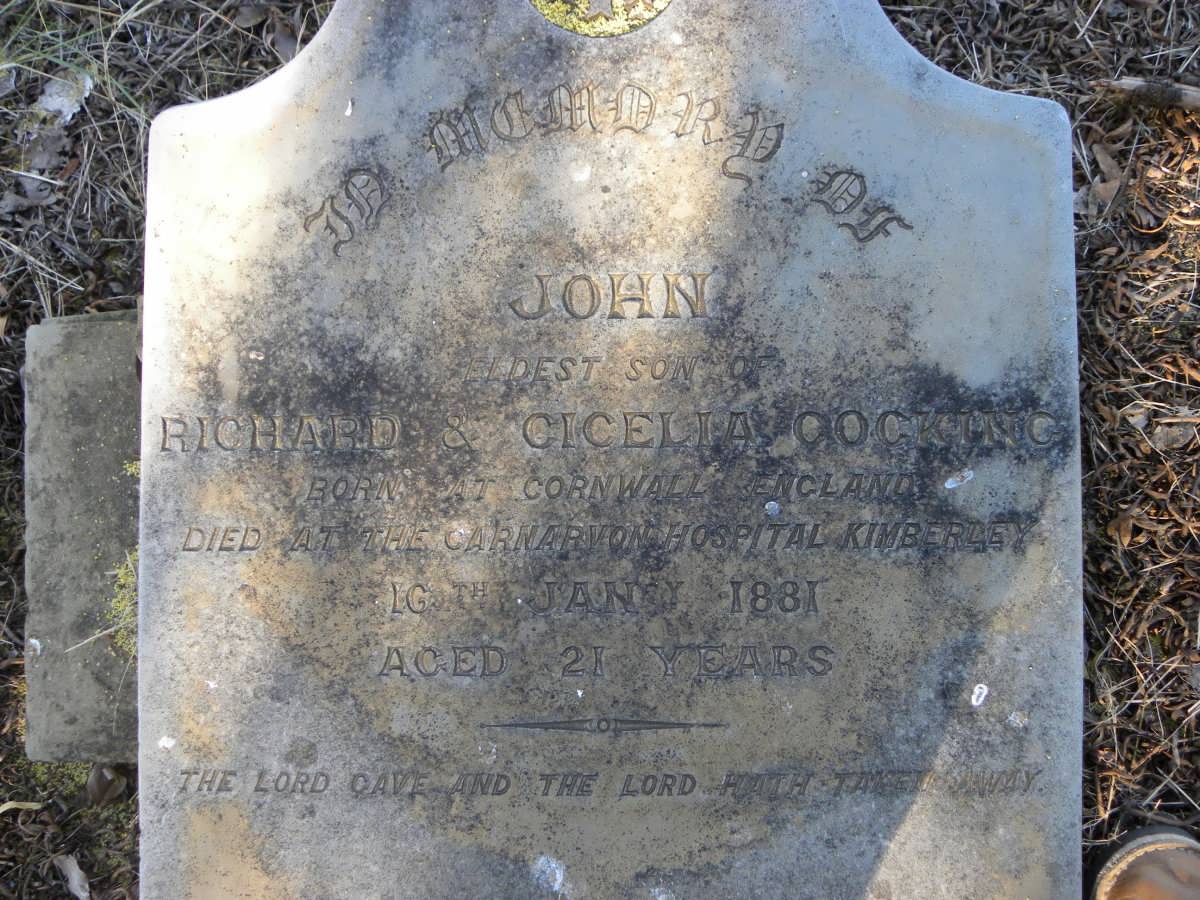 In Memory Of
JOHN
ELDEST SON OF
RICHARD & CICELIA COCKING
BORN AT CORNWALL ENGLAND
DIED AT THE CARNARVON HOSPITAL KIMBERLEY
16TH JANY 1881
AGED 21 YEARS
THE LORD GAVE AND THE LORD HATH TAKEN AWAY